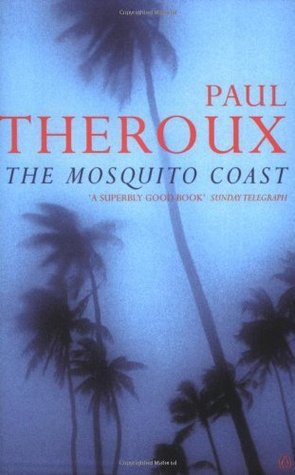 PAUL
THEROUX
THE MOSQUITO COAST
'A SUPERBLY GOOD BOOK' SUNDAY TELEGRAPH